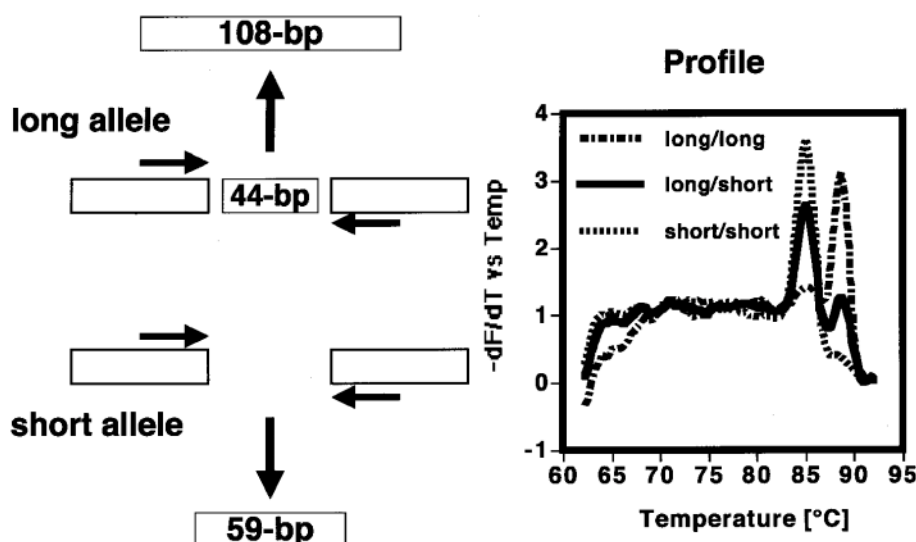 108-bp
long allele
44-bp
short allele
59-bp
Profile
-dF/dT vs Temp
4
3
2
1
0
-1
long/long
long/short
short/short
60 65 70 75 80 85 90 95
Temperature [°C]